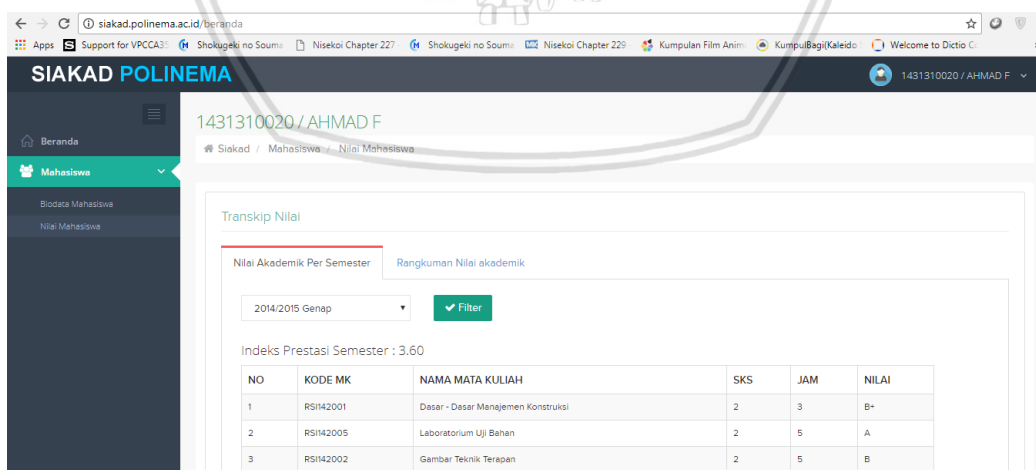 siakad.polinema.ac.id/beranda
Apps Support for VPCCA35 Shokugeki no Souma Nisekoi Chapter 227 Shokugeki no Souma Nisekoi Chapter 229 Kumpulan Film Anim KumpulBagi(Kaleido Welcome to Dictio
SIAKAD POLINEMA
1431310020 / AHMAD F
1431310020 / AHMAD F
Beranda
Siakad / Mahasiswa / Nilai Mahasiswa
Mahasiswa
Biodata Mahasiswa
Nilai Mahasiswa
Transkip Nilai
Nilai Akademik Per Semester Rangkuman Nilai akademik
2014/2015 Genap Filter
Indeks Prestasi Semester : 3.60
NO KODE MK NAMA MATA KULIAH SKS JAM NILAI
1 RSI142001 Dasar - Dasar Manajemen Konstruksi 2 3 B+
2 RSI142005 Laboratorium Uji Bahan 2 5 A
3 RSI142002 Gambar Teknik Terapan 2 5 B